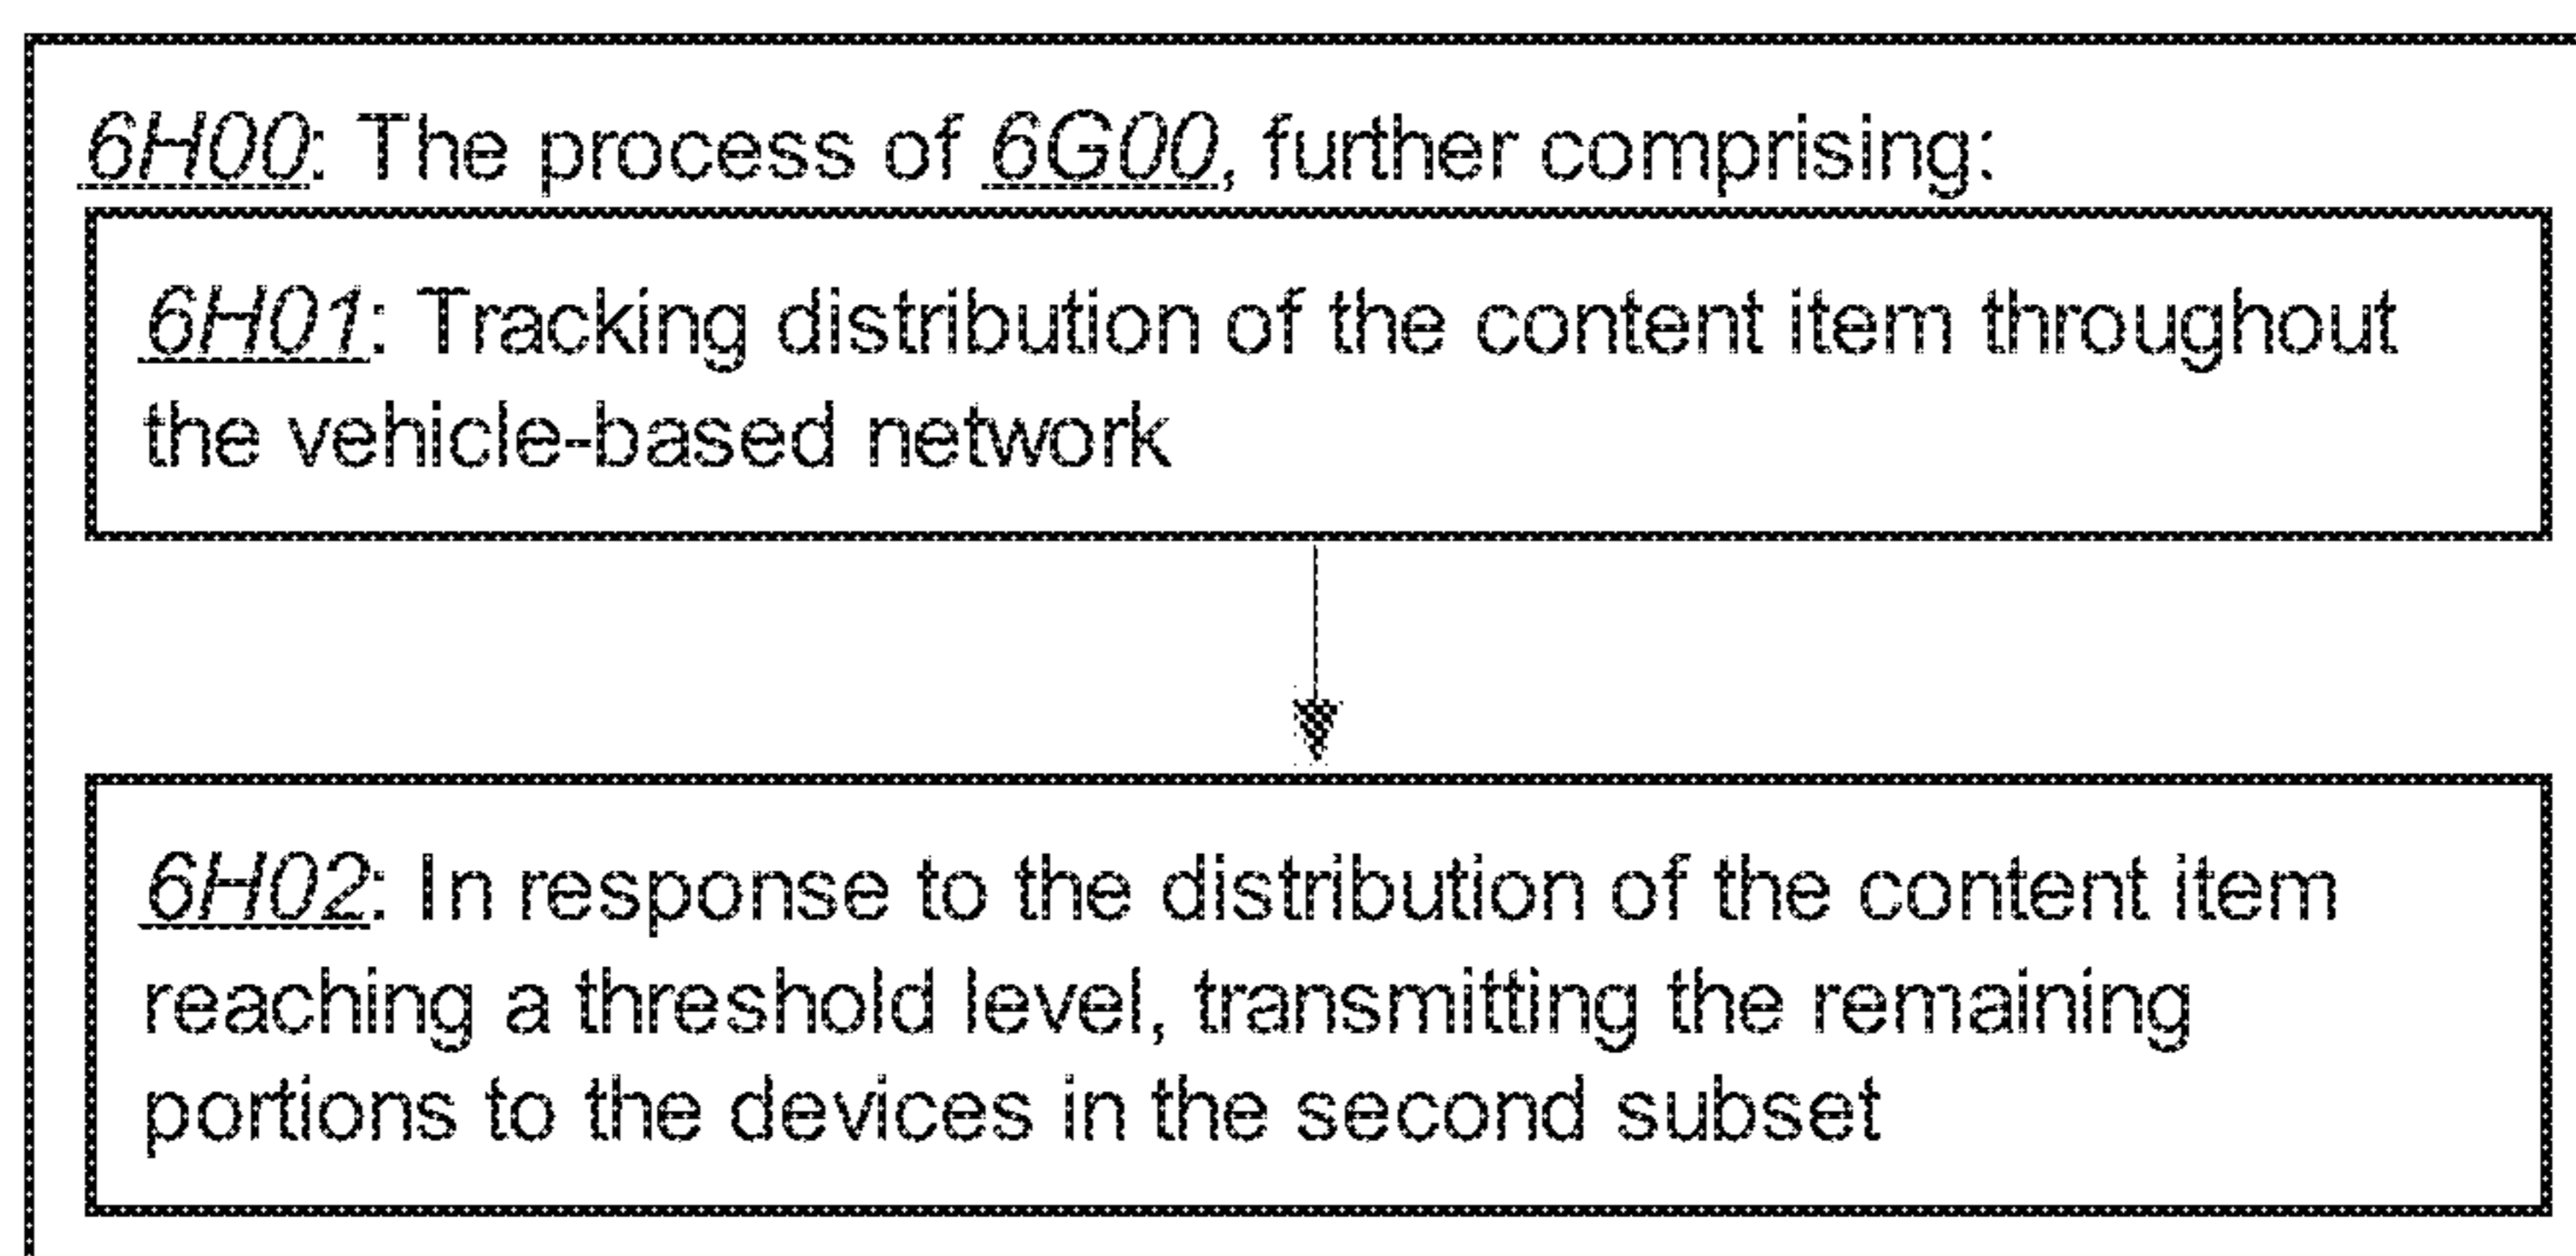 6H00: The process of 6G00, further comprising:
6H01: Tracking distribution of the content item throughout
the vehicle-based network
6H02: In response to the distribution of the content item
reaching a threshold level, transmitting the remaining
portions to the devices in the second subset